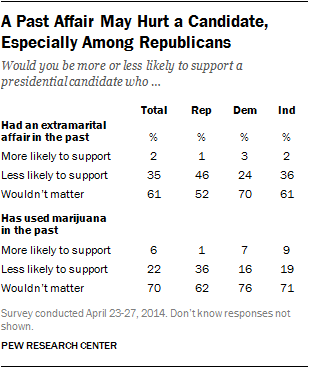 A Past Affair May Hurt a Candidate,
Especially Among Republicans
Would you be more or less likely to support a
presidential candidate who ...
Total Rep Dem Ind
Had an extramarital
affair in the past % % % %
More likely to support 2 1 3 2
Less likely to support 35 46 24 36
Wouldn't matter 61 52 70 61
Has used marijuana
in the past
More likely to support 6 1 7 9
Less likely to support 22 36 16 19
Wouldn't matter 70 62 76 71
Survey conducted April 23-27, 2014. Don't know responses not
shown.
PEW RESEARCH CENTER